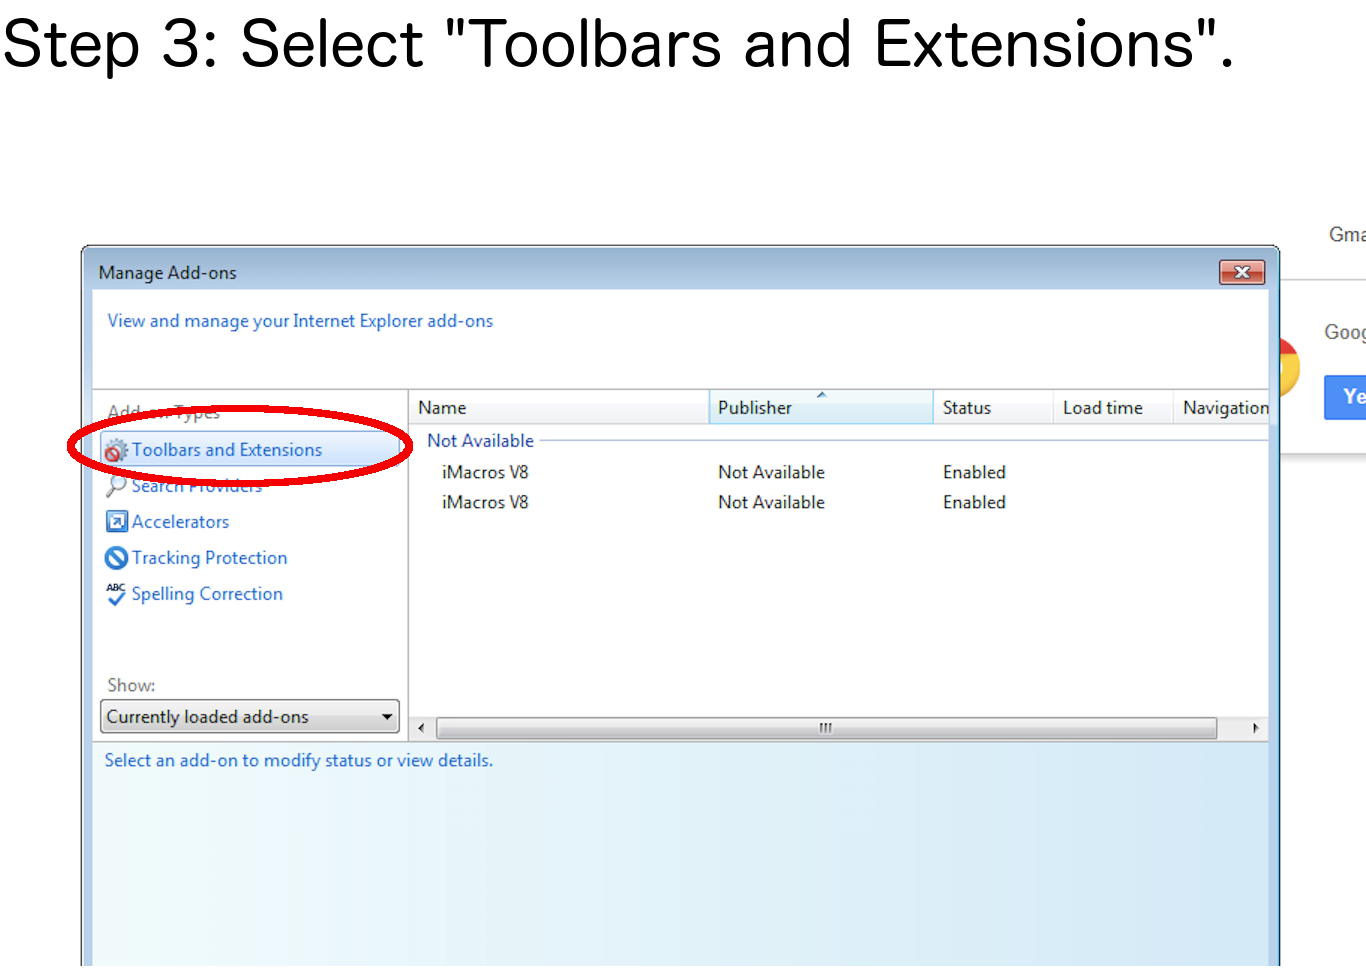 Step 3: Select "Toolbars and Extensions".
Gma
Manage Add-ons
View and manage your Internet Explorer add-ons
Goog
Ye
Add-on Types
Name Publisher Status Load time Navigation
Toolbars and Extensions
Not Available
Search Providers
iMacros V8 Not Available Enabled
iMacros V8 Not Available Enabled
Accelerators
Tracking Protection
ABC
Spelling Correction
Show:
Currently loaded add-ons
Select an add-on to modify status or view details.